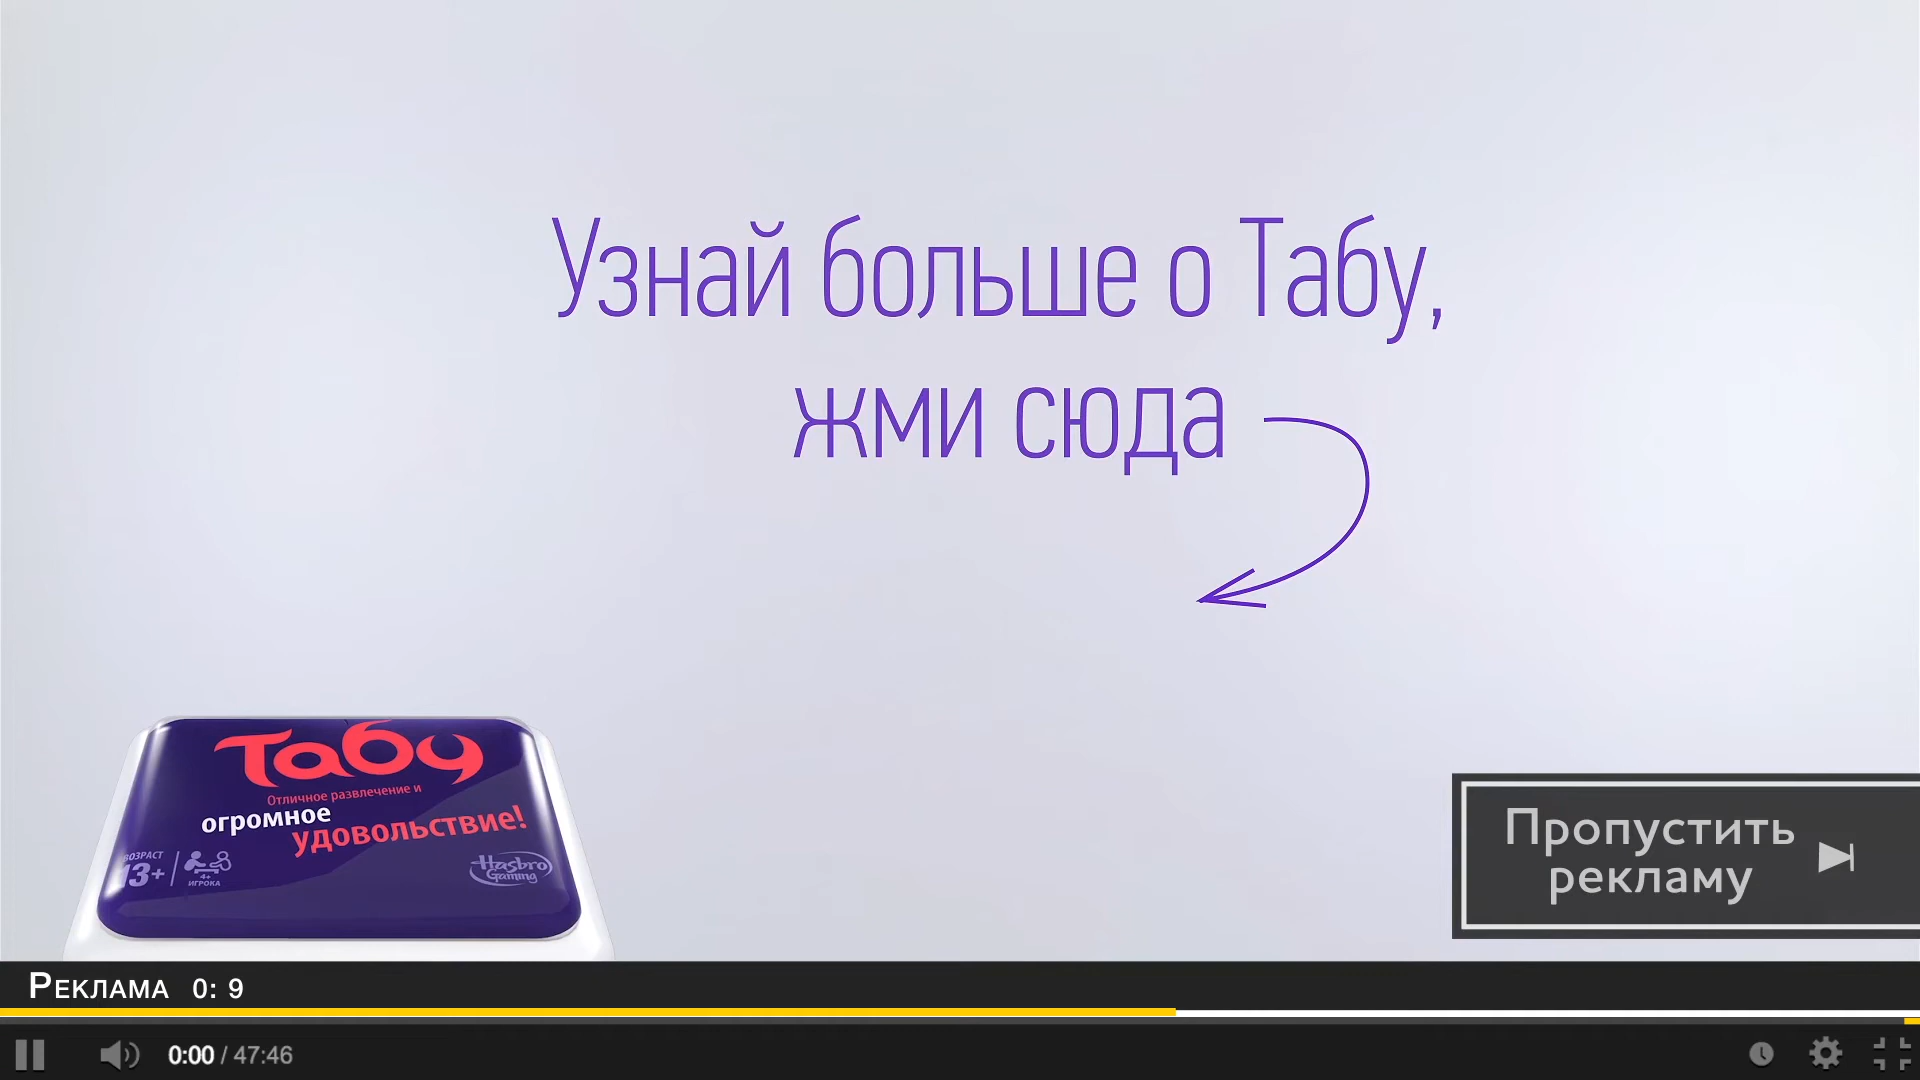 Узнай больше о Табу,
жми сюда
Табу
Отличное развлечение и
огромное
удовольствие!
ВОЗРАСТ
13+
4+
ИГРОКА
Hasbro
Gaming
Пропустить
рекламу
Реклама 0: 9
0:00 / 47:46